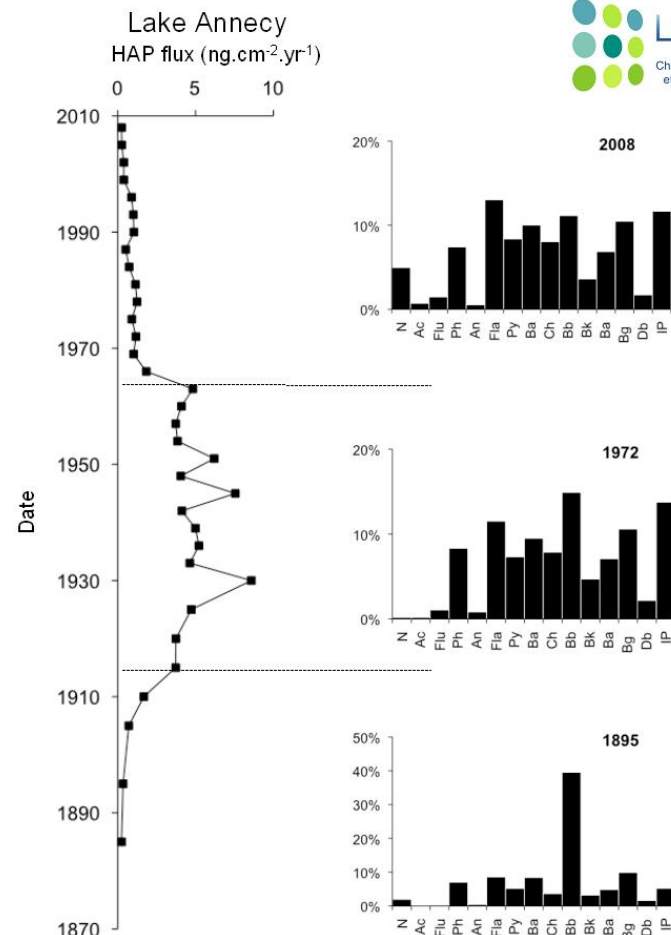 Lake Annecy
HAP flux (ng.cm-2.yr-1)
0 5 10
2010
1990
1970
1950
1930
1910
1890
1870
Date
L
Ch
et
2008
20%
10%
0%
N Ac Flu Ph An Fla Py Ba Ch Bb Bk Ba Bg Db IP
1972
20%
10%
0%
N Ac Flu Ph An Fla Py Ba Ch Bb Bk Ba Bg Db IP
1895
50%
40%
30%
20%
10%
0%
N Ac Flu Ph An Fla Py Ba Ch Bb Bk Ba Bg Db IP